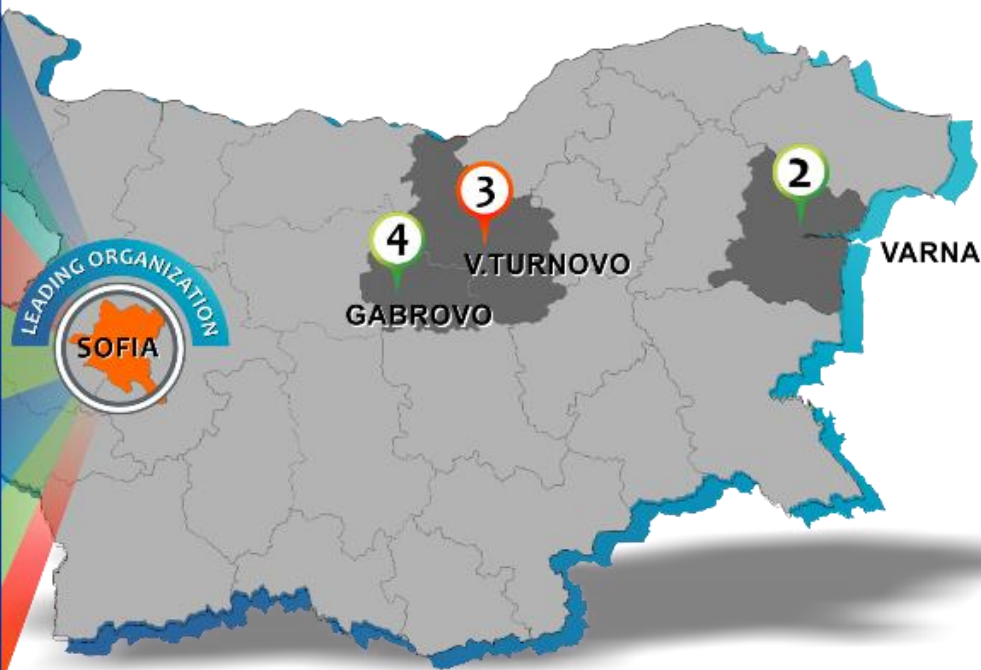 2
3
4
V.TURNOVO
VARNA
LEADING ORGANIZATION
GABROVO
SOFIA